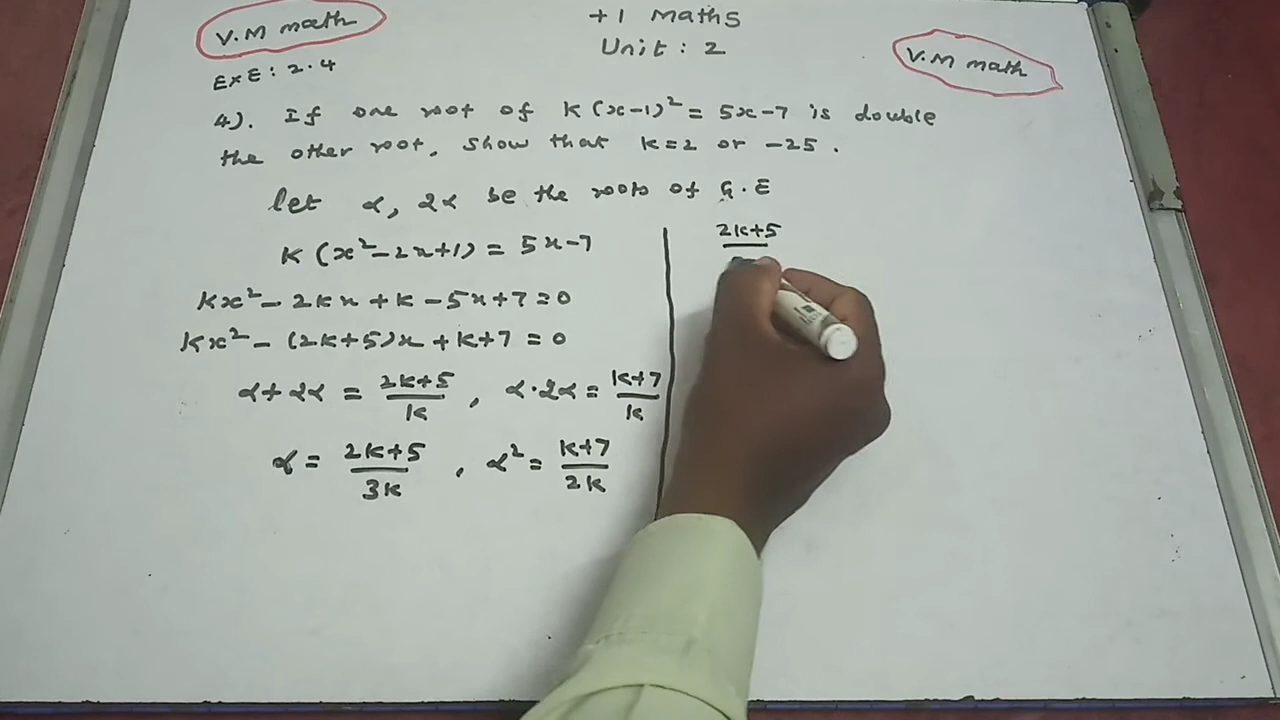 V.M math
+1 Maths
Unit : 2
V.M math
EXE : 2.4
4). If one root of K(x-1)² = 5x-7 is double
the other root, show that k=2 or -25.
let α, 2α be the roots of G.E
K(x²-2x+1) = 5x-7
Kx² - 2Kx + K - 5x + 7 = 0
Kx² - (2K+5)x + K+7 = 0
α+2α = 2K+5/K , α·2α = K+7/K
α = 2K+5/3K , α² = K+7/2K
2K+5